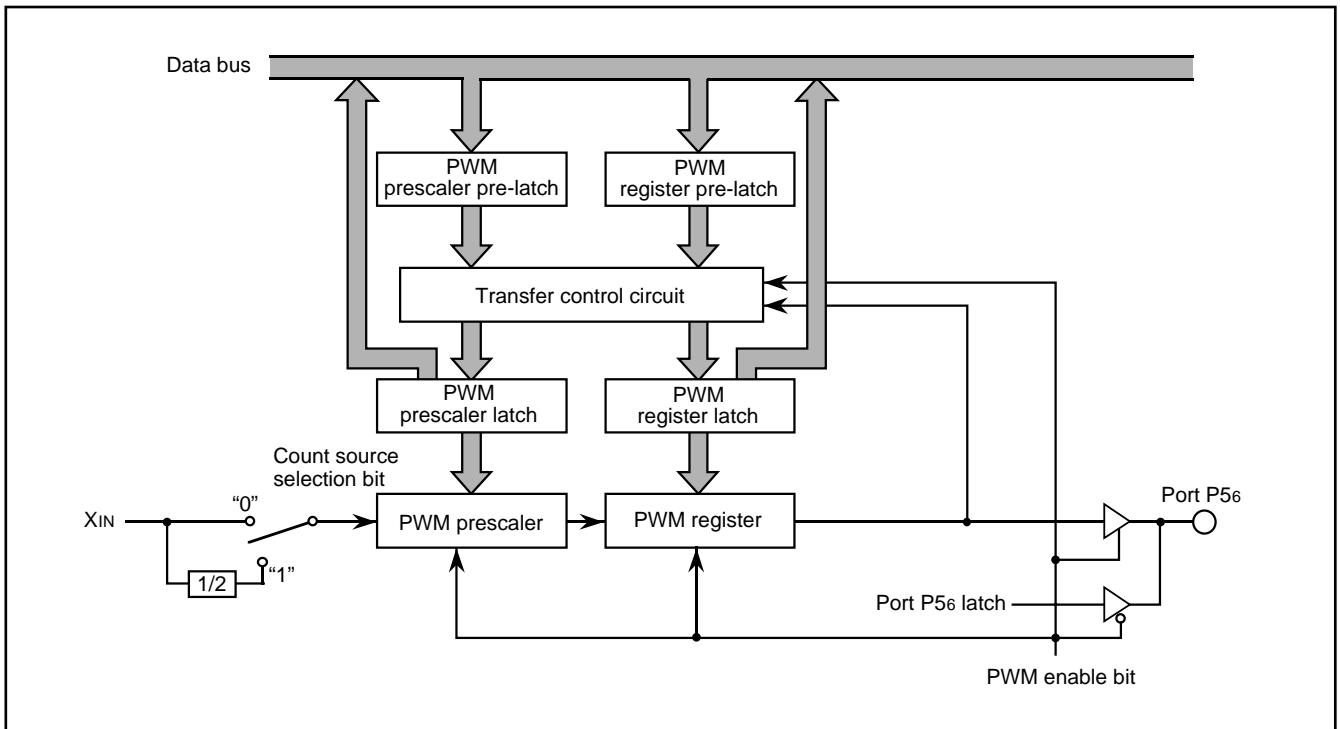 Data bus
PWM
prescaler pre-latch
PWM
register pre-latch
Transfer control circuit
PWM
prescaler latch
PWM
register latch
Count source
selection bit
XIN
“0”
“1”
1/2
PWM prescaler
PWM register
Port P56
Port P56 latch
PWM enable bit